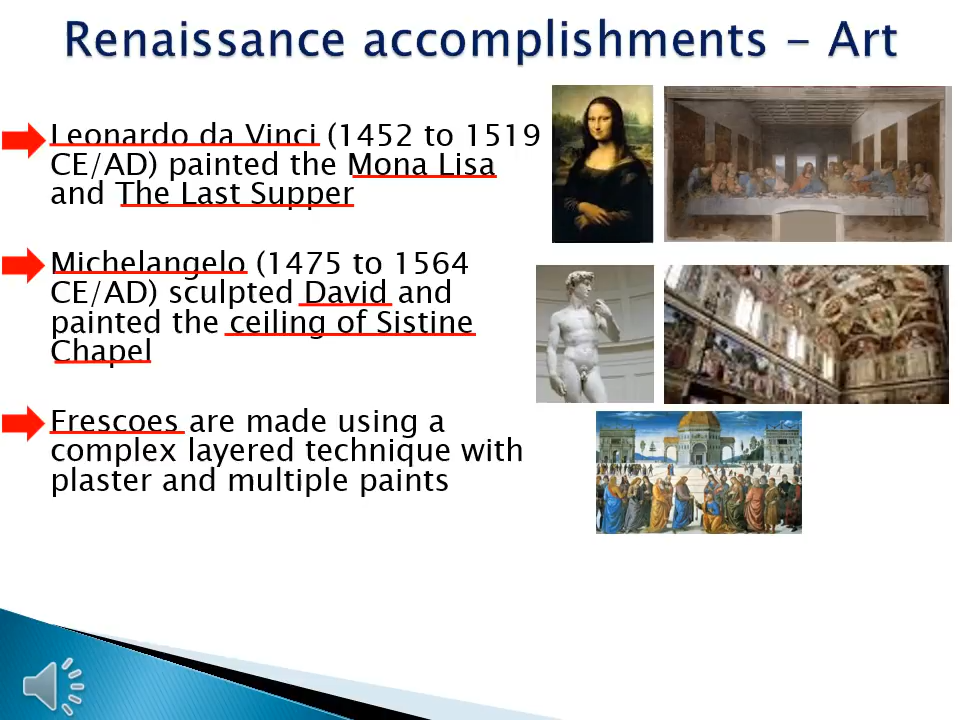 Renaissance accomplishments - Art
Leonardo da Vinci (1452 to 1519
CE/AD) painted the Mona Lisa
and The Last Supper
Michelangelo (1475 to 1564
CE/AD) sculpted David and
painted the ceiling of Sistine
Chapel
Frescoes are made using a
complex layered technique with
plaster and multiple paints